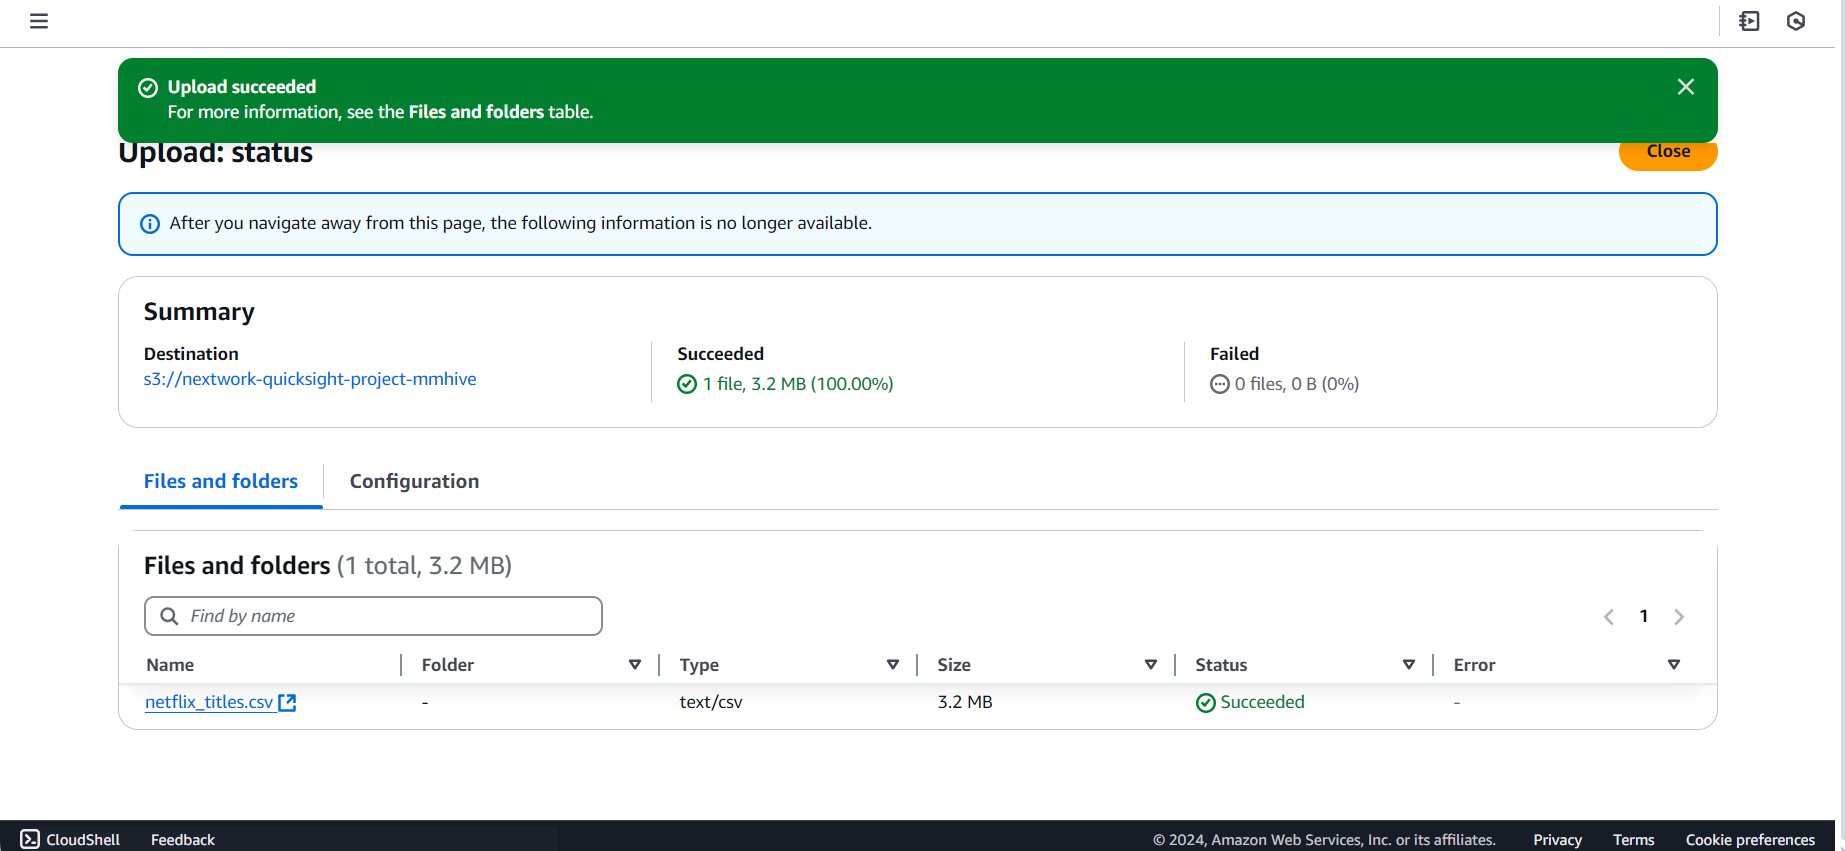 Upload succeeded
For more information, see the Files and folders table.
Upload: status
Close
After you navigate away from this page, the following information is no longer available.
Summary
Destination
s3://nextwork-quicksight-project-mmhive
Succeeded
1 file, 3.2 MB (100.00%)
Failed
0 files, 0 B (0%)
Files and folders
Configuration
Files and folders (1 total, 3.2 MB)
Find by name
1
Name Folder Type Size Status Error
netflix_titles.csv - text/csv 3.2 MB Succeeded -
CloudShell Feedback © 2024, Amazon Web Services, Inc. or its affiliates. Privacy Terms Cookie preferences